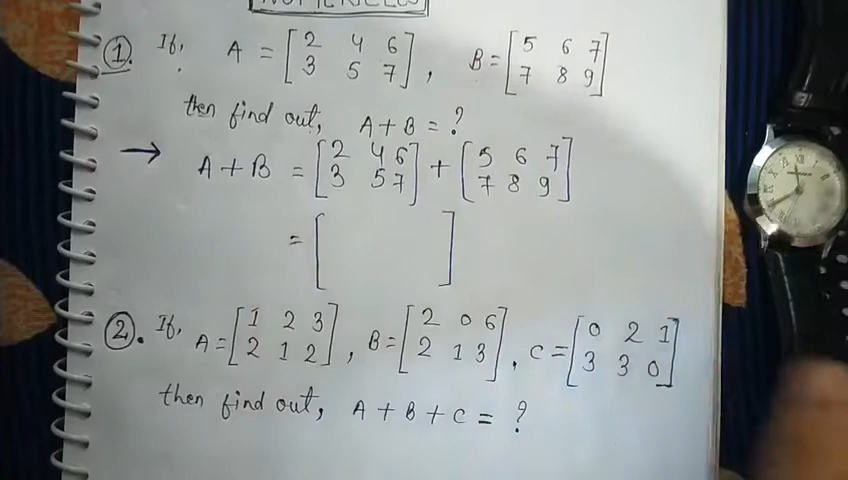 NUMERICLES
1. If, A = [2 4 6
3 5 7], B = [5 6 7
7 8 9]
then find out, A + B = ?
→ A + B = [2 4 6
3 5 7] + [5 6 7
7 8 9]
= [ ]
2. If, A = [1 2 3
2 1 2], B = [2 0 6
2 1 3], C = [0 2 1
3 3 0]
then find out, A + B + C = ?